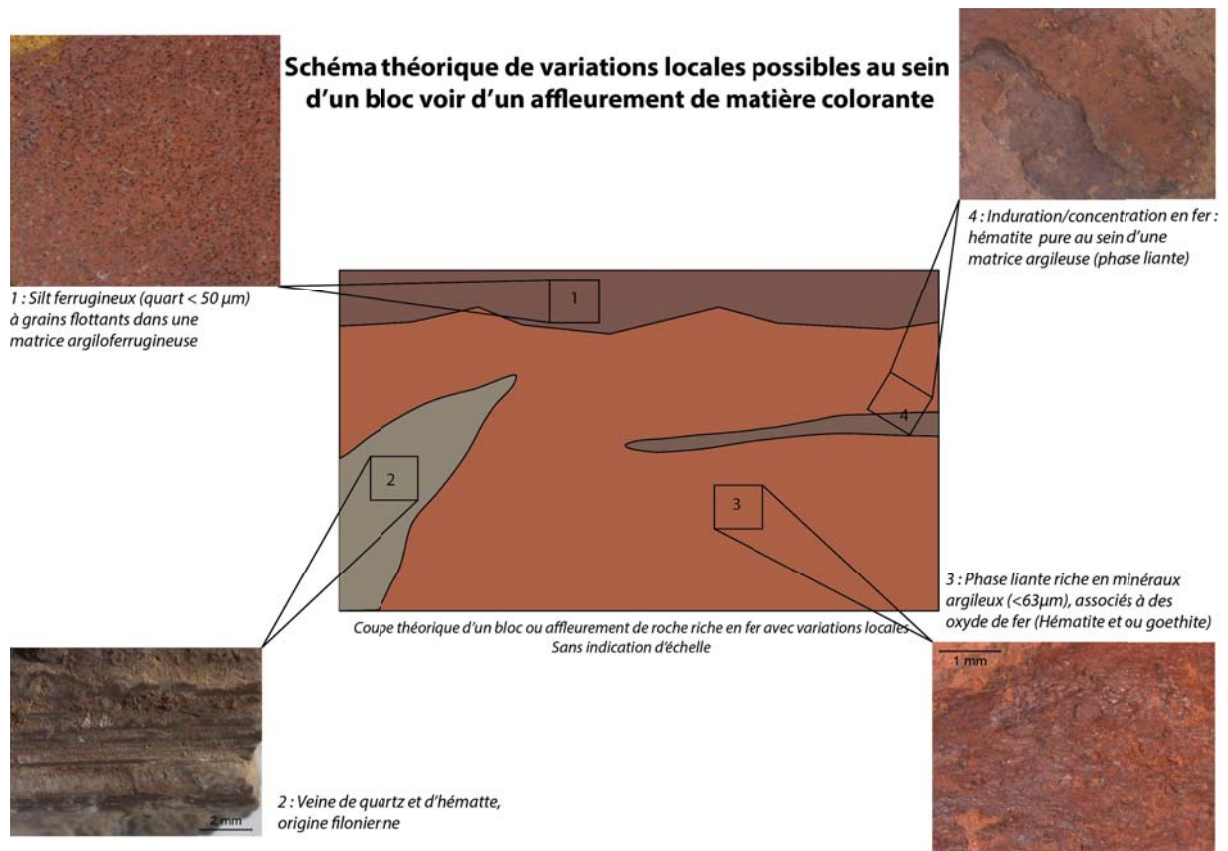 Schéma théorique de variations locales possibles au sein
d'un bloc voir d'un affleurement de matière colorante
1 : Silt ferrugineux (quart < 50 µm)
à grains flottants dans une
matrice argiloferrugineuse
4 : Induration/concentration en fer :
hématite pure au sein d'une
matrice argileuse (phase liante)
1
4
2
3
Coupe théorique d'un bloc ou affleurement de roche riche en fer avec variations locales
Sans indication d'échelle
3 : Phase liante riche en minéraux
argileux (<63µm), associés à des
oxyde de fer (Hématite et ou goethite)
1 mm
2 mm
2 : Veine de quartz et d'hématte,
origine filonierne